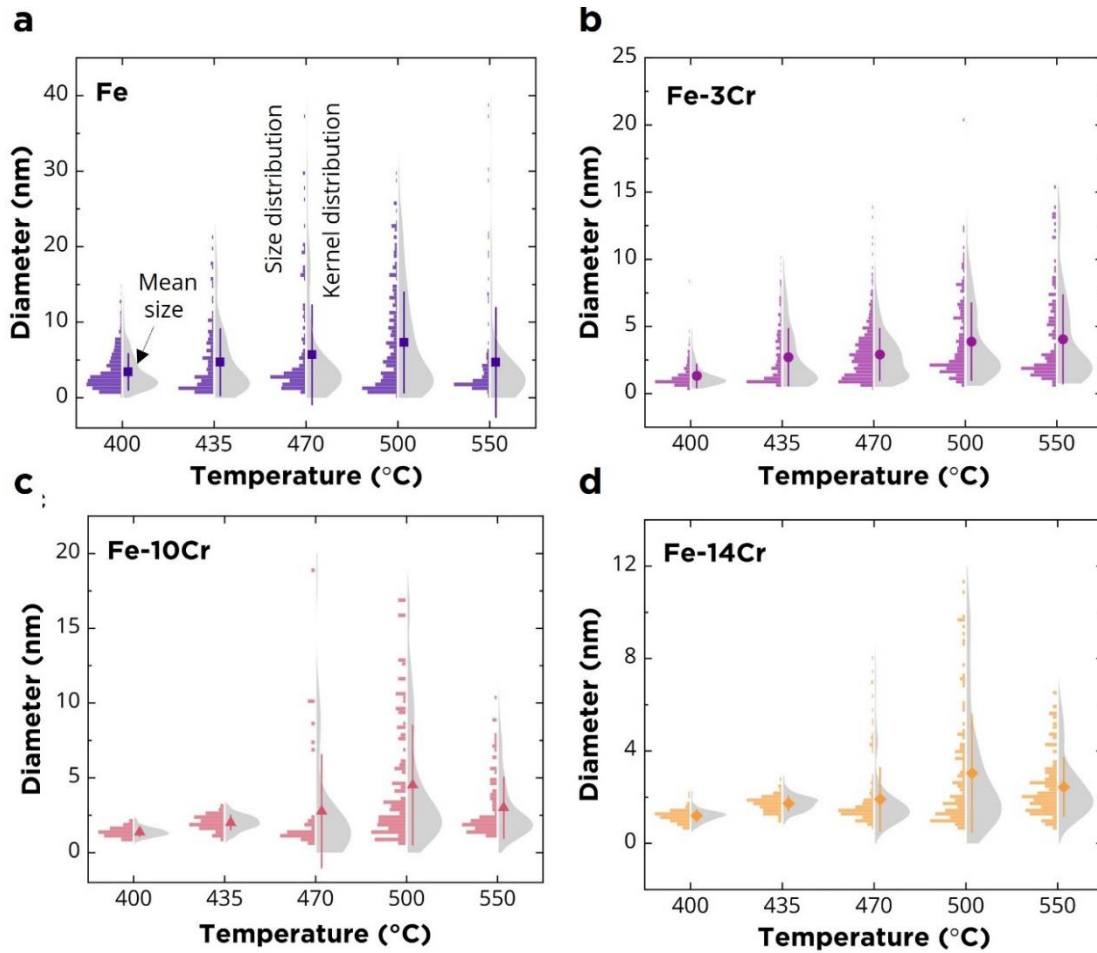 a
Fe
Diameter (nm)
40
30
20
10
0
Mean
size
Size distribution
Kernel distribution
400 435 470 500 550
Temperature (°C)
b
Fe-3Cr
Diameter (nm)
25
20
15
10
5
0
400 435 470 500 550
Temperature (°C)
c
Fe-10Cr
Diameter (nm)
20
15
10
5
0
400 435 470 500 550
Temperature (°C)
d
Fe-14Cr
Diameter (nm)
12
8
4
0
400 435 470 500 550
Temperature (°C)